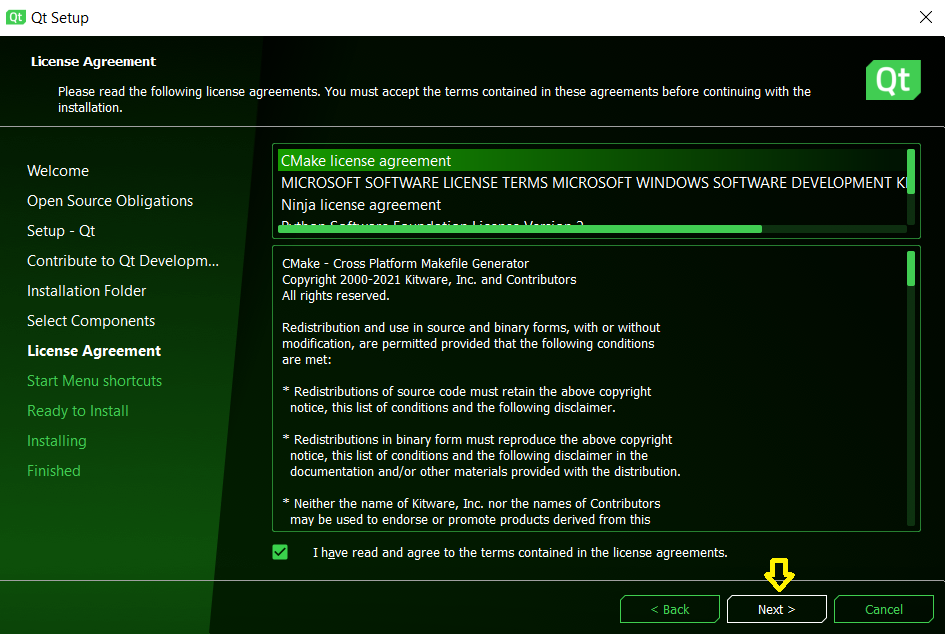 Qt Qt Setup
License Agreement
Please read the following license agreements. You must accept the terms contained in these agreements before continuing with the
installation.
Qt
Welcome
Open Source Obligations
Setup - Qt
Contribute to Qt Developm...
Installation Folder
Select Components
License Agreement
Start Menu shortcuts
Ready to Install
Installing
Finished
CMake license agreement
MICROSOFT SOFTWARE LICENSE TERMS MICROSOFT WINDOWS SOFTWARE DEVELOPMENT KI
Ninja license agreement
Python Software Foundation License Version 2
CMake - Cross Platform Makefile Generator
Copyright 2000-2021 Kitware, Inc. and Contributors
All rights reserved.
Redistribution and use in source and binary forms, with or without
modification, are permitted provided that the following conditions
are met:
* Redistributions of source code must retain the above copyright
notice, this list of conditions and the following disclaimer.
* Redistributions in binary form must reproduce the above copyright
notice, this list of conditions and the following disclaimer in the
documentation and/or other materials provided with the distribution.
* Neither the name of Kitware, Inc. nor the names of Contributors
may be used to endorse or promote products derived from this
I have read and agree to the terms contained in the license agreements.
< Back
Next >
Cancel